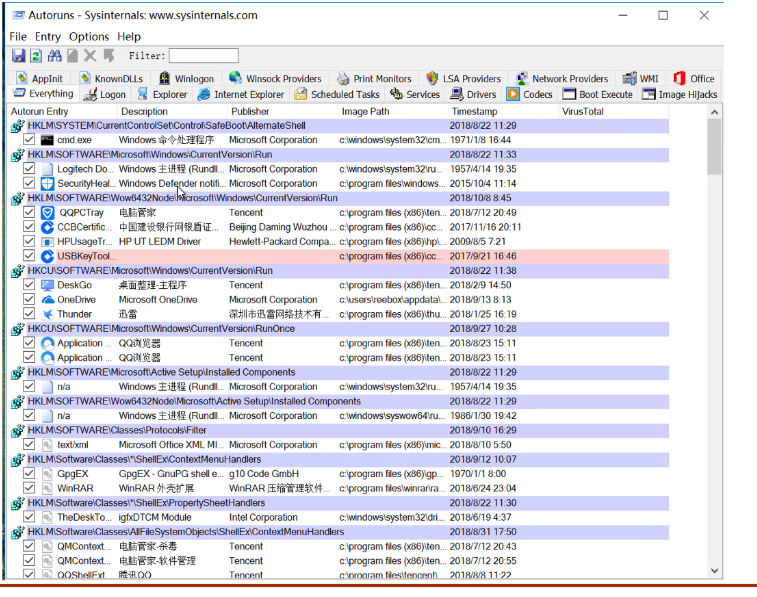 Autoruns - Sysinternals: www.sysinternals.com
File Entry Options Help
Filter:
AppInit KnownDLLs Winlogon Winsock Providers Print Monitors LSA Providers Network Providers WMI Office
Everything Logon Explorer Internet Explorer Scheduled Tasks Services Drivers Codecs Boot Execute Image Hijacks
Autorun Entry Description Publisher Image Path Timestamp VirusTotal
HKLM\SYSTEM\CurrentControlSet\Control\SafeBoot\AlternateShell 2018/8/22 11:29
cmd.exe Windows 命令处理程序 Microsoft Corporation c:\windows\system32\cm... 1971/1/8 16:44
HKLM\SOFTWARE\Microsoft\Windows\CurrentVersion\Run 2018/8/22 11:33
Logitech Do... Windows 主进程 (Rundll... Microsoft Corporation c:\windows\system32\ru... 1957/4/14 19:35
SecurityHeal... Windows Defender notifi... Microsoft Corporation c:\program files\windows... 2015/10/4 11:14
HKLM\SOFTWARE\Wow6432Node\Microsoft\Windows\CurrentVersion\Run 2018/10/8 8:45
QQPCTray 电脑管家 Tencent c:\program files (x86)\ten... 2018/7/12 20:49
CCBCertific... 中国建设银行网银盾证... Beijing Daming Wuzhou ... c:\program files (x86)\cc... 2017/11/16 20:11
HPUsageTr... HP UT LEDM Driver Hewlett-Packard Compa... c:\program files (x86)\hp\... 2009/8/5 7:21
USBKeyTool... c:\program files (x86)\cc... 2017/9/21 16:46
HKCU\SOFTWARE\Microsoft\Windows\CurrentVersion\Run 2018/8/22 11:38
DeskGo 桌面整理-主程序 Tencent c:\program files (x86)\ten... 2018/2/9 14:50
OneDrive Microsoft OneDrive Microsoft Corporation c:\users\reebox\appdata\... 2018/9/13 8:13
Thunder 迅雷 深圳市迅雷网络技术有... c:\program files (x86)\thu... 2018/1/25 16:19
HKCU\SOFTWARE\Microsoft\Windows\CurrentVersion\RunOnce 2018/9/27 10:28
Application ... QQ浏览器 Tencent c:\program files (x86)\ten... 2018/8/23 15:11
Application ... QQ浏览器 Tencent c:\program files (x86)\ten... 2018/8/23 15:11
HKLM\SOFTWARE\Microsoft\Active Setup\Installed Components 2018/8/22 11:29
n/a Windows 主进程 (Rundll... Microsoft Corporation c:\windows\system32\ru... 1957/4/14 19:35
HKLM\SOFTWARE\Wow6432Node\Microsoft\Active Setup\Installed Components 2018/8/22 11:29
n/a Windows 主进程 (Rundll... Microsoft Corporation c:\windows\syswow64\ru... 1986/1/30 19:42
HKLM\SOFTWARE\Classes\Protocols\Filter 2018/9/10 16:29
text/xml Microsoft Office XML MI... Microsoft Corporation c:\program files (x86)\mic... 2018/8/10 5:50
HKLM\Software\Classes\*\ShellEx\ContextMenuHandlers 2018/9/12 10:07
GpgEX GpgEX - GnuPG shell e... g10 Code GmbH c:\program files (x86)\gp... 1970/1/1 8:00
WinRAR WinRAR 外壳扩展 WinRAR 压缩管理软件... c:\program files\winrar\ra... 2018/6/24 23:04
HKLM\Software\Classes\*\ShellEx\PropertySheetHandlers 2018/8/22 11:30
TheDeskTo... igfxDTCM Module Intel Corporation c:\windows\system32\dri... 2018/6/19 4:37
HKLM\Software\Classes\AllFileSystemObjects\ShellEx\ContextMenuHandlers 2018/8/31 17:50
QMContext... 电脑管家-杀毒 Tencent c:\program files (x86)\ten... 2018/7/12 20:43
QMContext... 电脑管家-软件管理 Tencent c:\program files (x86)\ten... 2018/7/12 20:55
QQShellExt 腾讯QQ Tencent c:\program files\tencent\... 2018/8/8 11:22